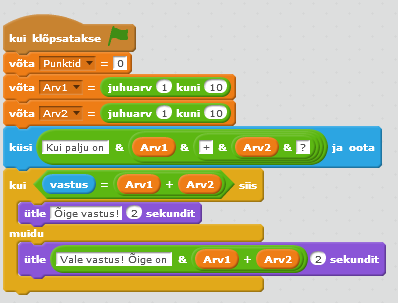 kui klõpsatakse
võta Punktid = 0
võta Arv1 = juhuarv 1 kuni 10
võta Arv2 = juhuarv 1 kuni 10
küsi Kui palju on & Arv1 & + & Arv2 & ? ja oota
kui vastus = Arv1 + Arv2 siis
ütle Õige vastus! 2 sekundit
muidu
ütle Vale vastus! Õige on & Arv1 + Arv2 2 sekundit